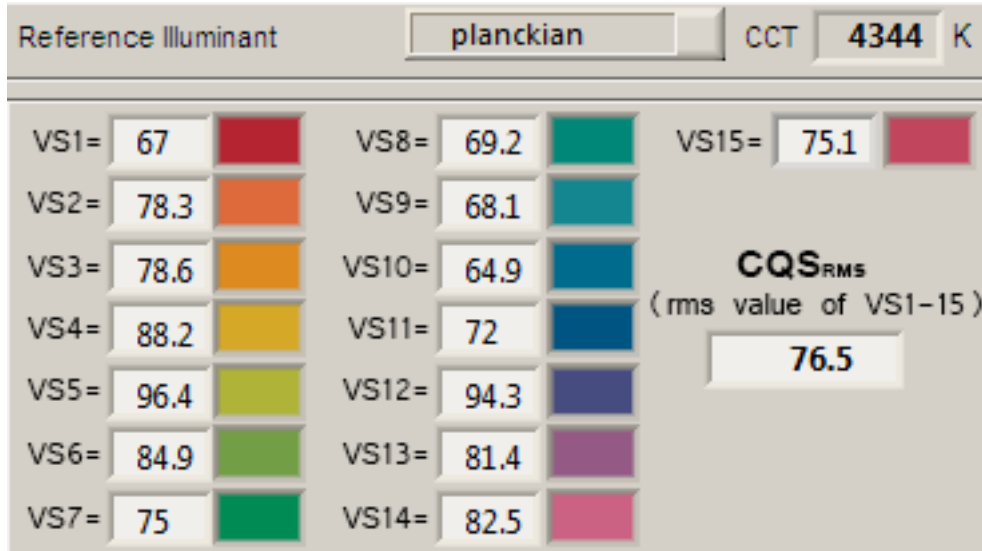 Reference Illuminant planckian CCT 4344 K
VS1= 67 VS8= 69.2 VS15= 75.1
VS2= 78.3 VS9= 68.1
VS3= 78.6 VS10= 64.9 CQSRMS
VS4= 88.2 VS11= 72 (rms value of VS1-15)
VS5= 96.4 VS12= 94.3 76.5
VS6= 84.9 VS13= 81.4
VS7= 75 VS14= 82.5